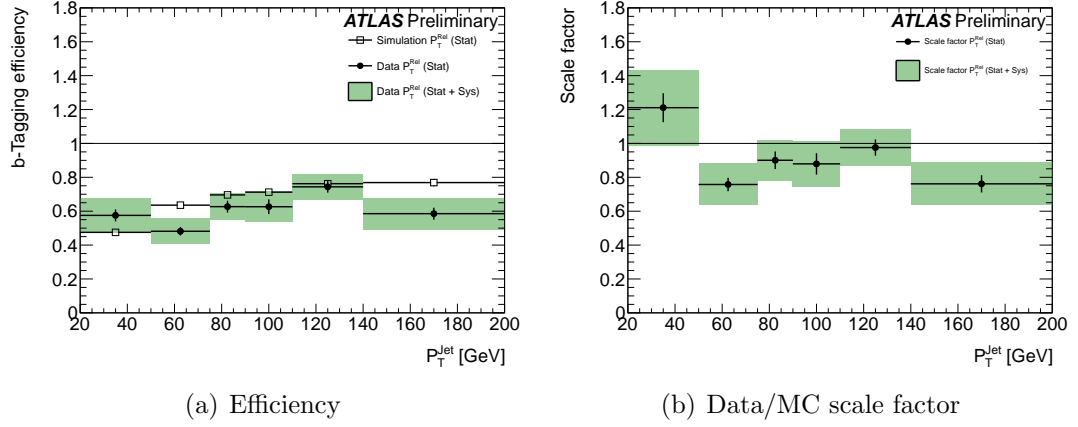 ATLAS Preliminary
Simulation P_T^Rel (Stat)
Data P_T^Rel (Stat)
Data P_T^Rel (Stat + Sys)
b-Tagging efficiency
1.8
1.6
1.4
1.2
1
0.8
0.6
0.4
0.2
0
20 40 60 80 100 120 140 160 180 200
P_T^Jet [GeV]
(a) Efficiency
ATLAS Preliminary
Scale factor P_T^Rel (Stat)
Scale factor P_T^Rel (Stat + Sys)
Scale factor
1.8
1.6
1.4
1.2
1
0.8
0.6
0.4
0.2
0
20 40 60 80 100 120 140 160 180 200
P_T^Jet [GeV]
(b) Data/MC scale factor